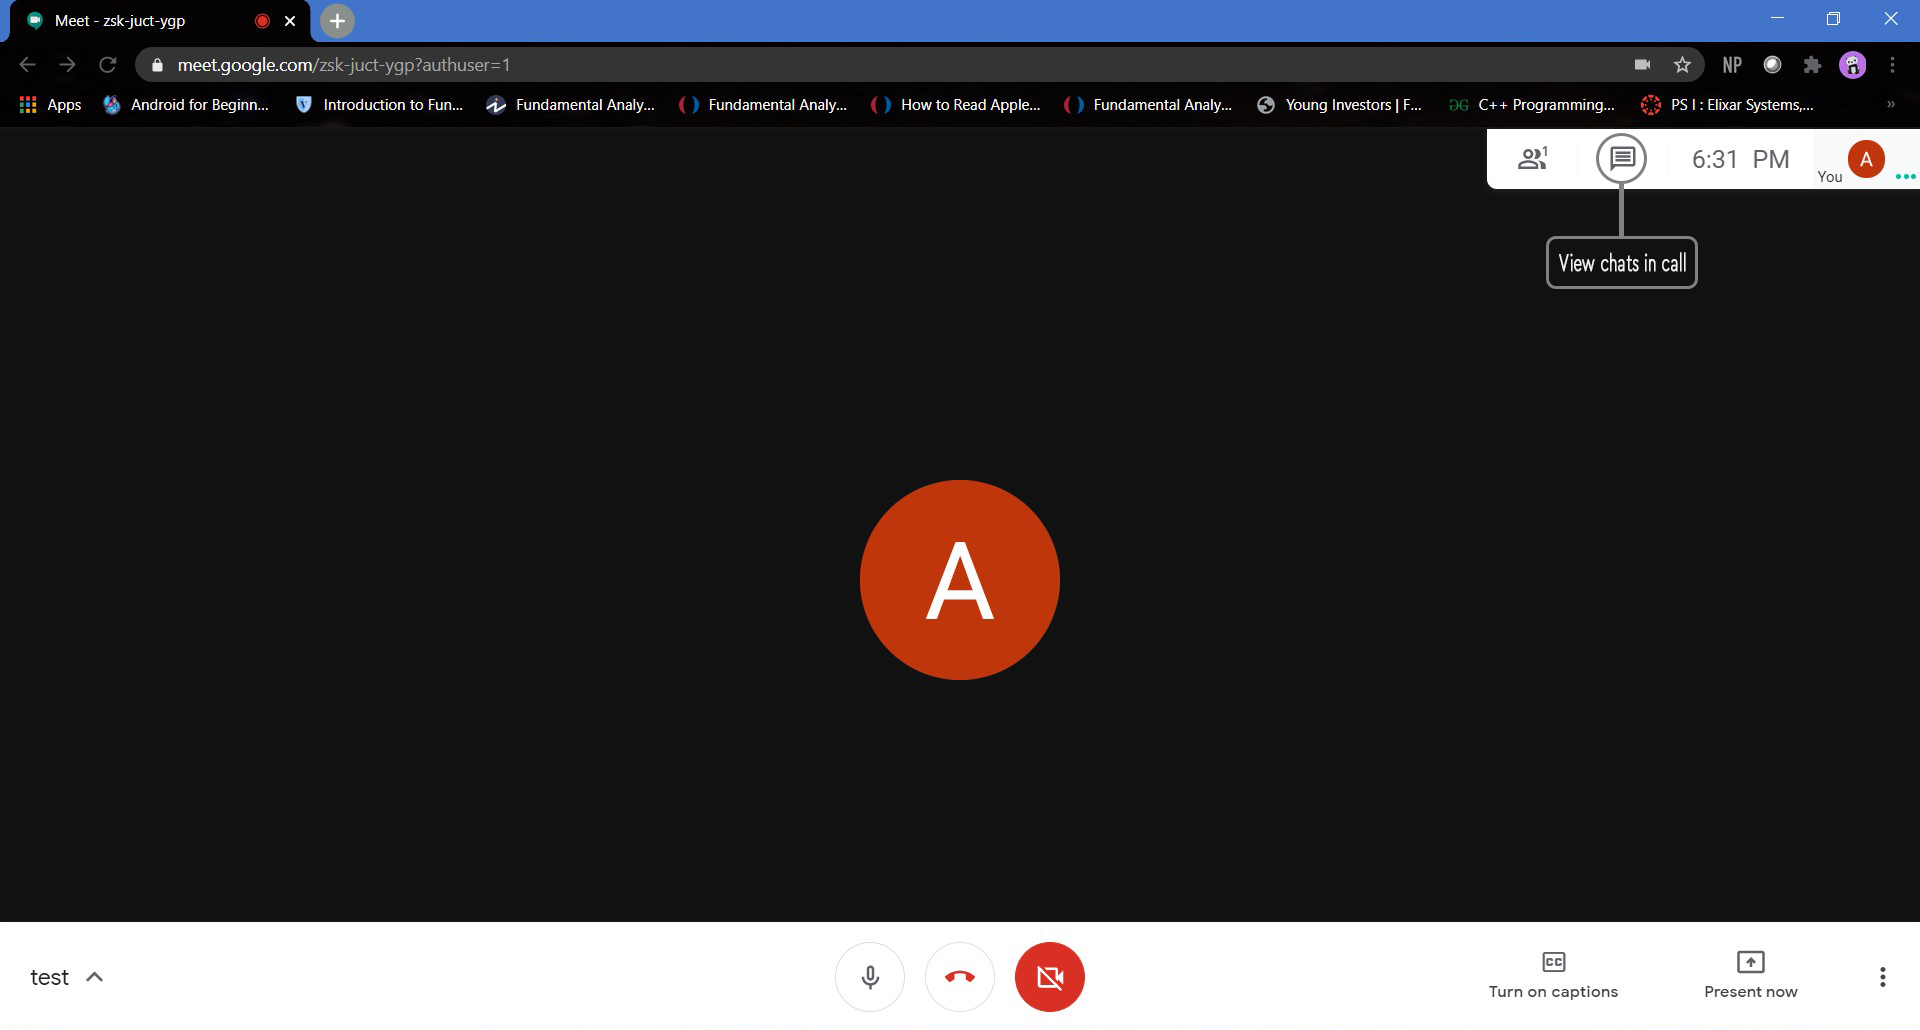 Meet - zsk-juct-ygp
meet.google.com/zsk-juct-ygp?authuser=1
NP
Apps Android for Beginn... Introduction to Fun... Fundamental Analy... Fundamental Analy... How to Read Apple... Fundamental Analy... Young Investors | F... C++ Programming... PS I : Elixar Systems,...
1 6:31 PM You A
View chats in call
A
test
CC
Turn on captions Present now